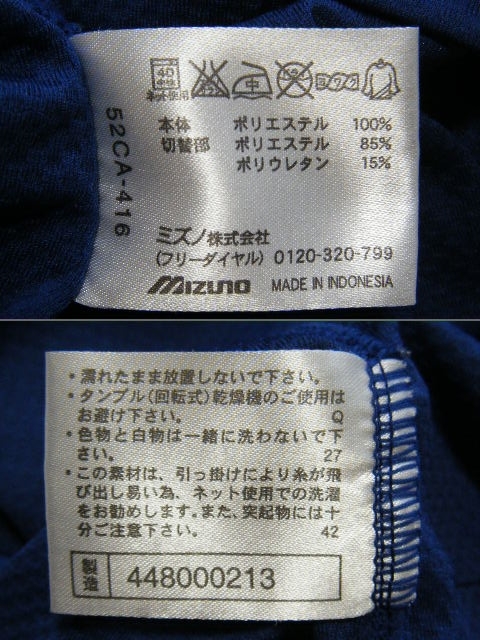 40
中性
ネット使用
中
52CA-416
本体 ポリエステル 100%
切替部 ポリエステル 85%
ポリウレタン 15%
ミズノ株式会社
(フリーダイヤル) 0120-320-799
MIZUNO MADE IN INDONESIA
・濡れたまま放置しないで下さい。
・タンブル(回転式)乾燥機のご使用は
お避け下さい。 Q
・色物と白物は一緒に洗わないで下
さい。 27
・この素材は、引っ掛けにより糸が飛
び出し易い為、ネット使用での洗濯
をお勧めします。また、突起物には十
分ご注意下さい。 42
製造 448000213